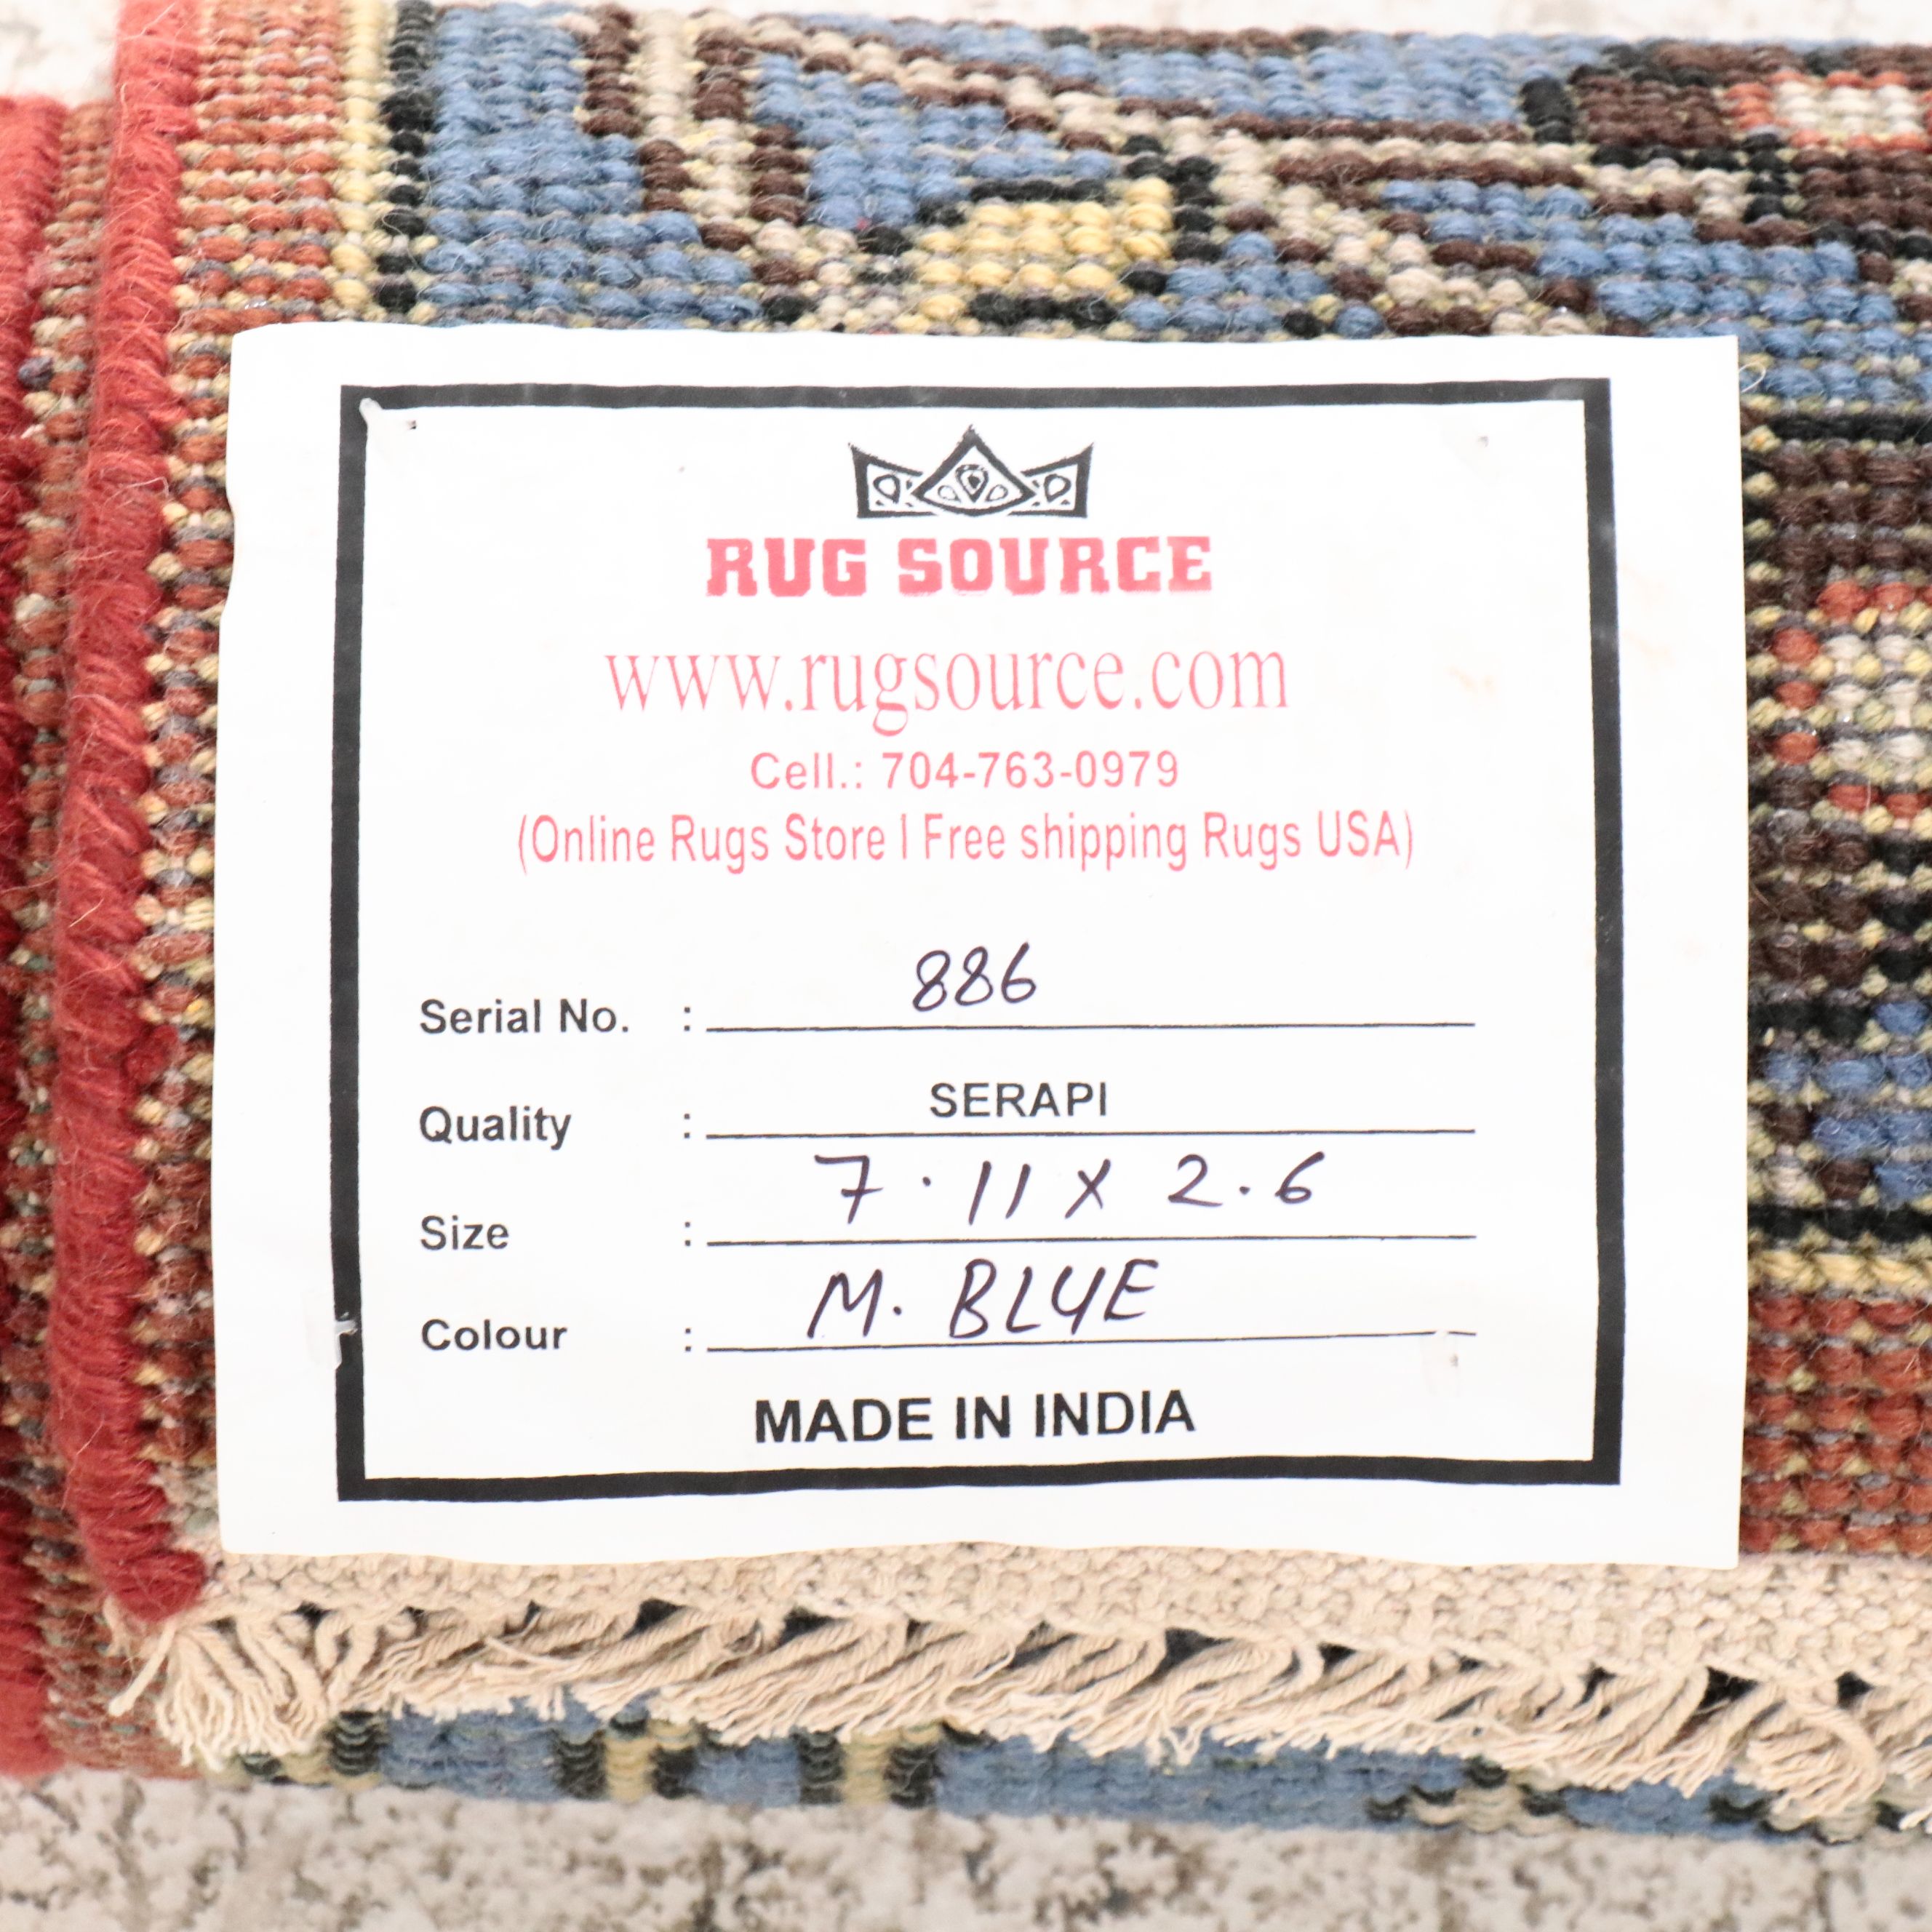 RUG SOURCE
www.rugsource.com
Cell.: 704-763-0979
(Online Rugs Store | Free shipping Rugs USA)
Serial No. : 886
Quality : SERAPI
Size : 7.11 x 2.6
Colour : M. BLUE
MADE IN INDIA